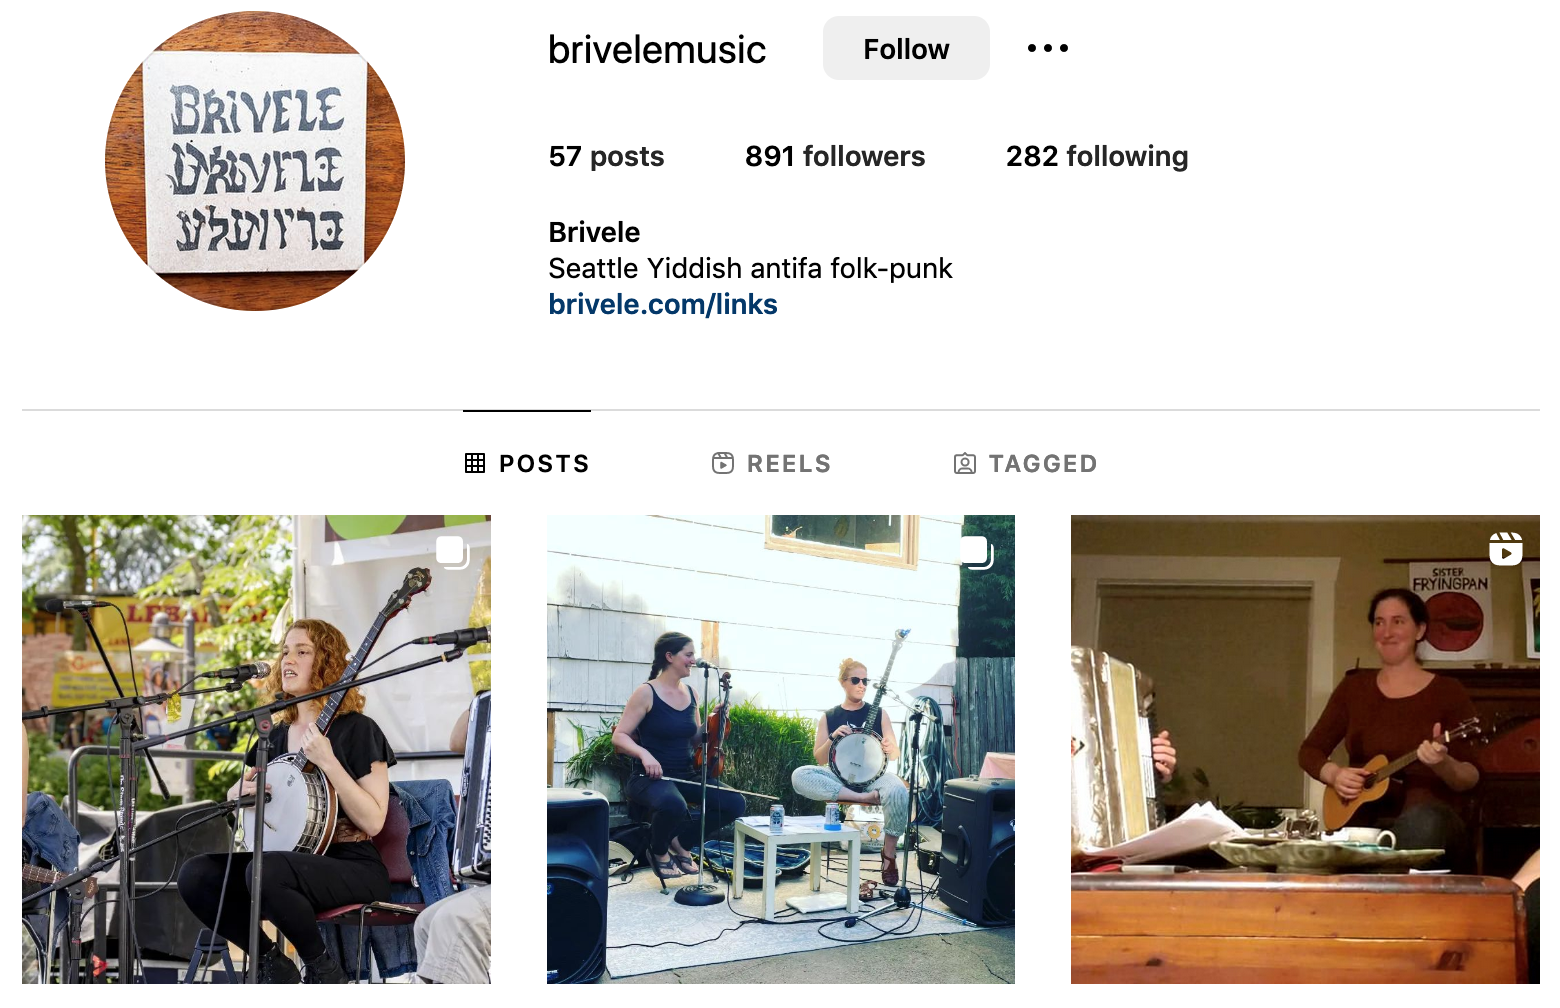 BRIVELE
BRIVELE
בריוועלע
brivelemusic
Follow
57 posts
891 followers
282 following
Brivele
Seattle Yiddish antifa folk-punk
brivele.com/links
POSTS
REELS
TAGGED
SISTER
FRYINGPAN